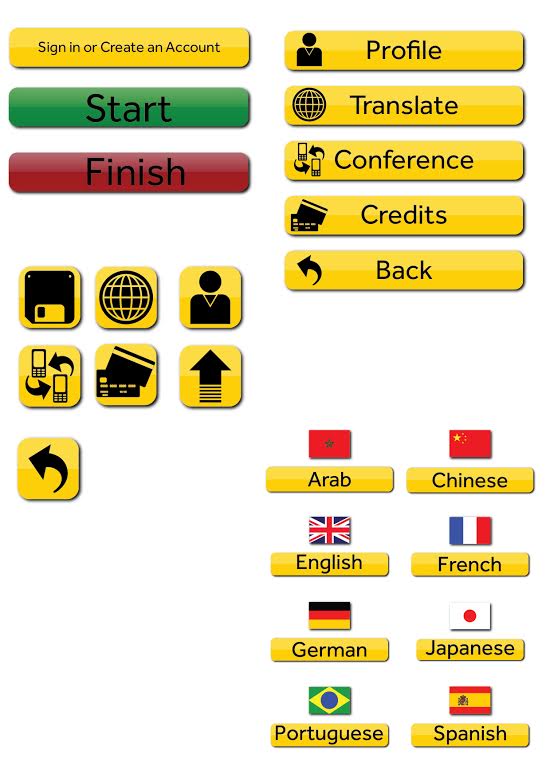 Sign in or Create an Account
Start
Finish
Profile
Translate
Conference
Credits
Back
Arab
Chinese
English
French
German
Japanese
Portuguese
Spanish